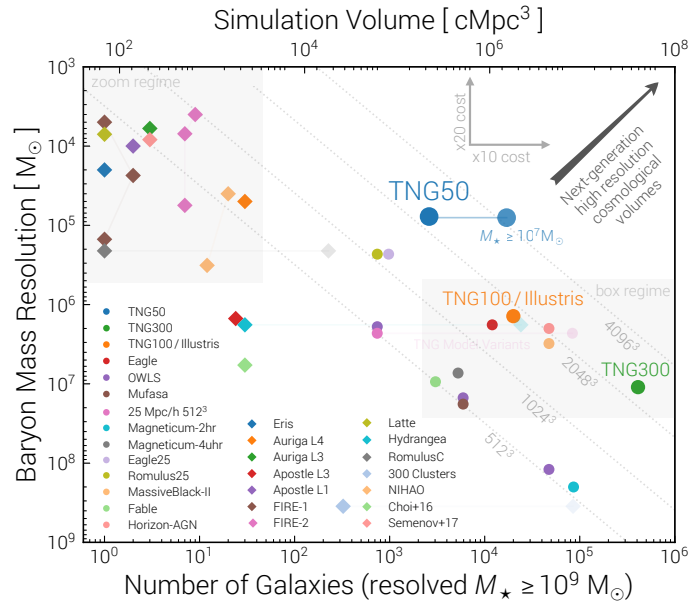 Simulation Volume [ cMpc³ ]
10² 10⁴ 10⁶ 10⁸
Baryon Mass Resolution [ M☉ ]
10³
10⁴
10⁵
10⁶
10⁷
10⁸
10⁹
zoom regime
x20 cost
x10 cost
Next-generation
high resolution
cosmological
volumes
TNG50
M★ ≥ 10⁷M☉
box regime
TNG100 / Illustris
TNG Model Variants
TNG300
4096³
2048³
1024³
512³
TNG50
TNG300
TNG100 / Illustris
Eagle
OWLS
Mufasa
25 Mpc/h 512³
Magneticum-2hr
Magneticum-4uhr
Eagle25
Romulus25
MassiveBlack-II
Fable
Horizon-AGN
Eris
Auriga L4
Auriga L3
Apostle L3
Apostle L1
FIRE-1
FIRE-2
Latte
Hydrangea
RomulusC
300 Clusters
NIHAO
Choi+16
Semenov+17
10⁰ 10¹ 10² 10³ 10⁴ 10⁵ 10⁶
Number of Galaxies (resolved M★ ≥ 10⁹ M☉)